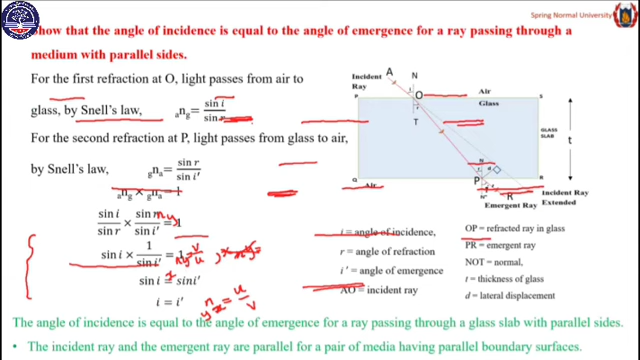 Spring Normal University
Show that the angle of incidence is equal to the angle of emergence for a ray passing through a
medium with parallel sides.
For the first refraction at O, light passes from air to
glass, by Snell's law, ₐn_g = sin i / sin r
For the second refraction at P, light passes from glass to air,
by Snell's law, _gnₐ = sin r / sin i'
ₐn_g × _gnₐ = 1
sin i / sin r × sin r / sin i' = 1
sin i × 1 / sin i' = 1
sin i = sin i'
i = i'
n = u / v
Incident Ray
A
N
O
Air
Glass
P
S
T
GLASS SLAB
t
N
d
Q
Air
P
R
R
Incident Ray Extended
Emergent Ray
i = angle of incidence,
r = angle of refraction
i' = angle of emergence
AO = incident ray
OP = refracted ray in glass
PR = emergent ray
NOT = normal,
t = thickness of glass
d = lateral displacement
The angle of incidence is equal to the angle of emergence for a ray passing through a glass slab with parallel sides.
• The incident ray and the emergent ray are parallel for a pair of media having parallel boundary surfaces.